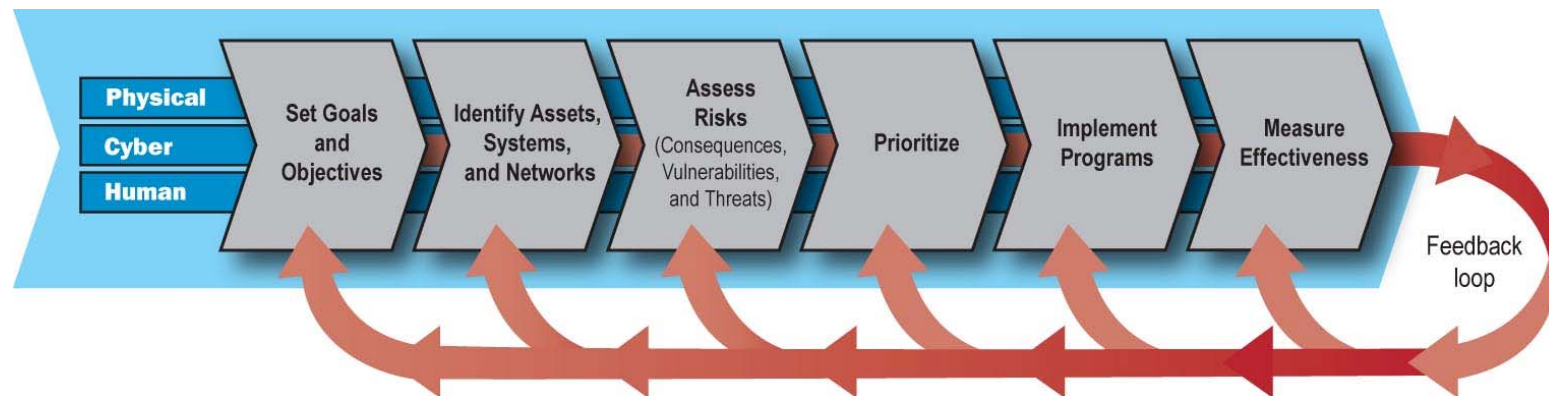 Physical
Cyber
Human
Set Goals
and
Objectives
Identify Assets,
Systems,
and Networks
Assess
Risks
(Consequences,
Vulnerabilities,
and Threats)
Prioritize
Implement
Programs
Measure
Effectiveness
Feedback
loop